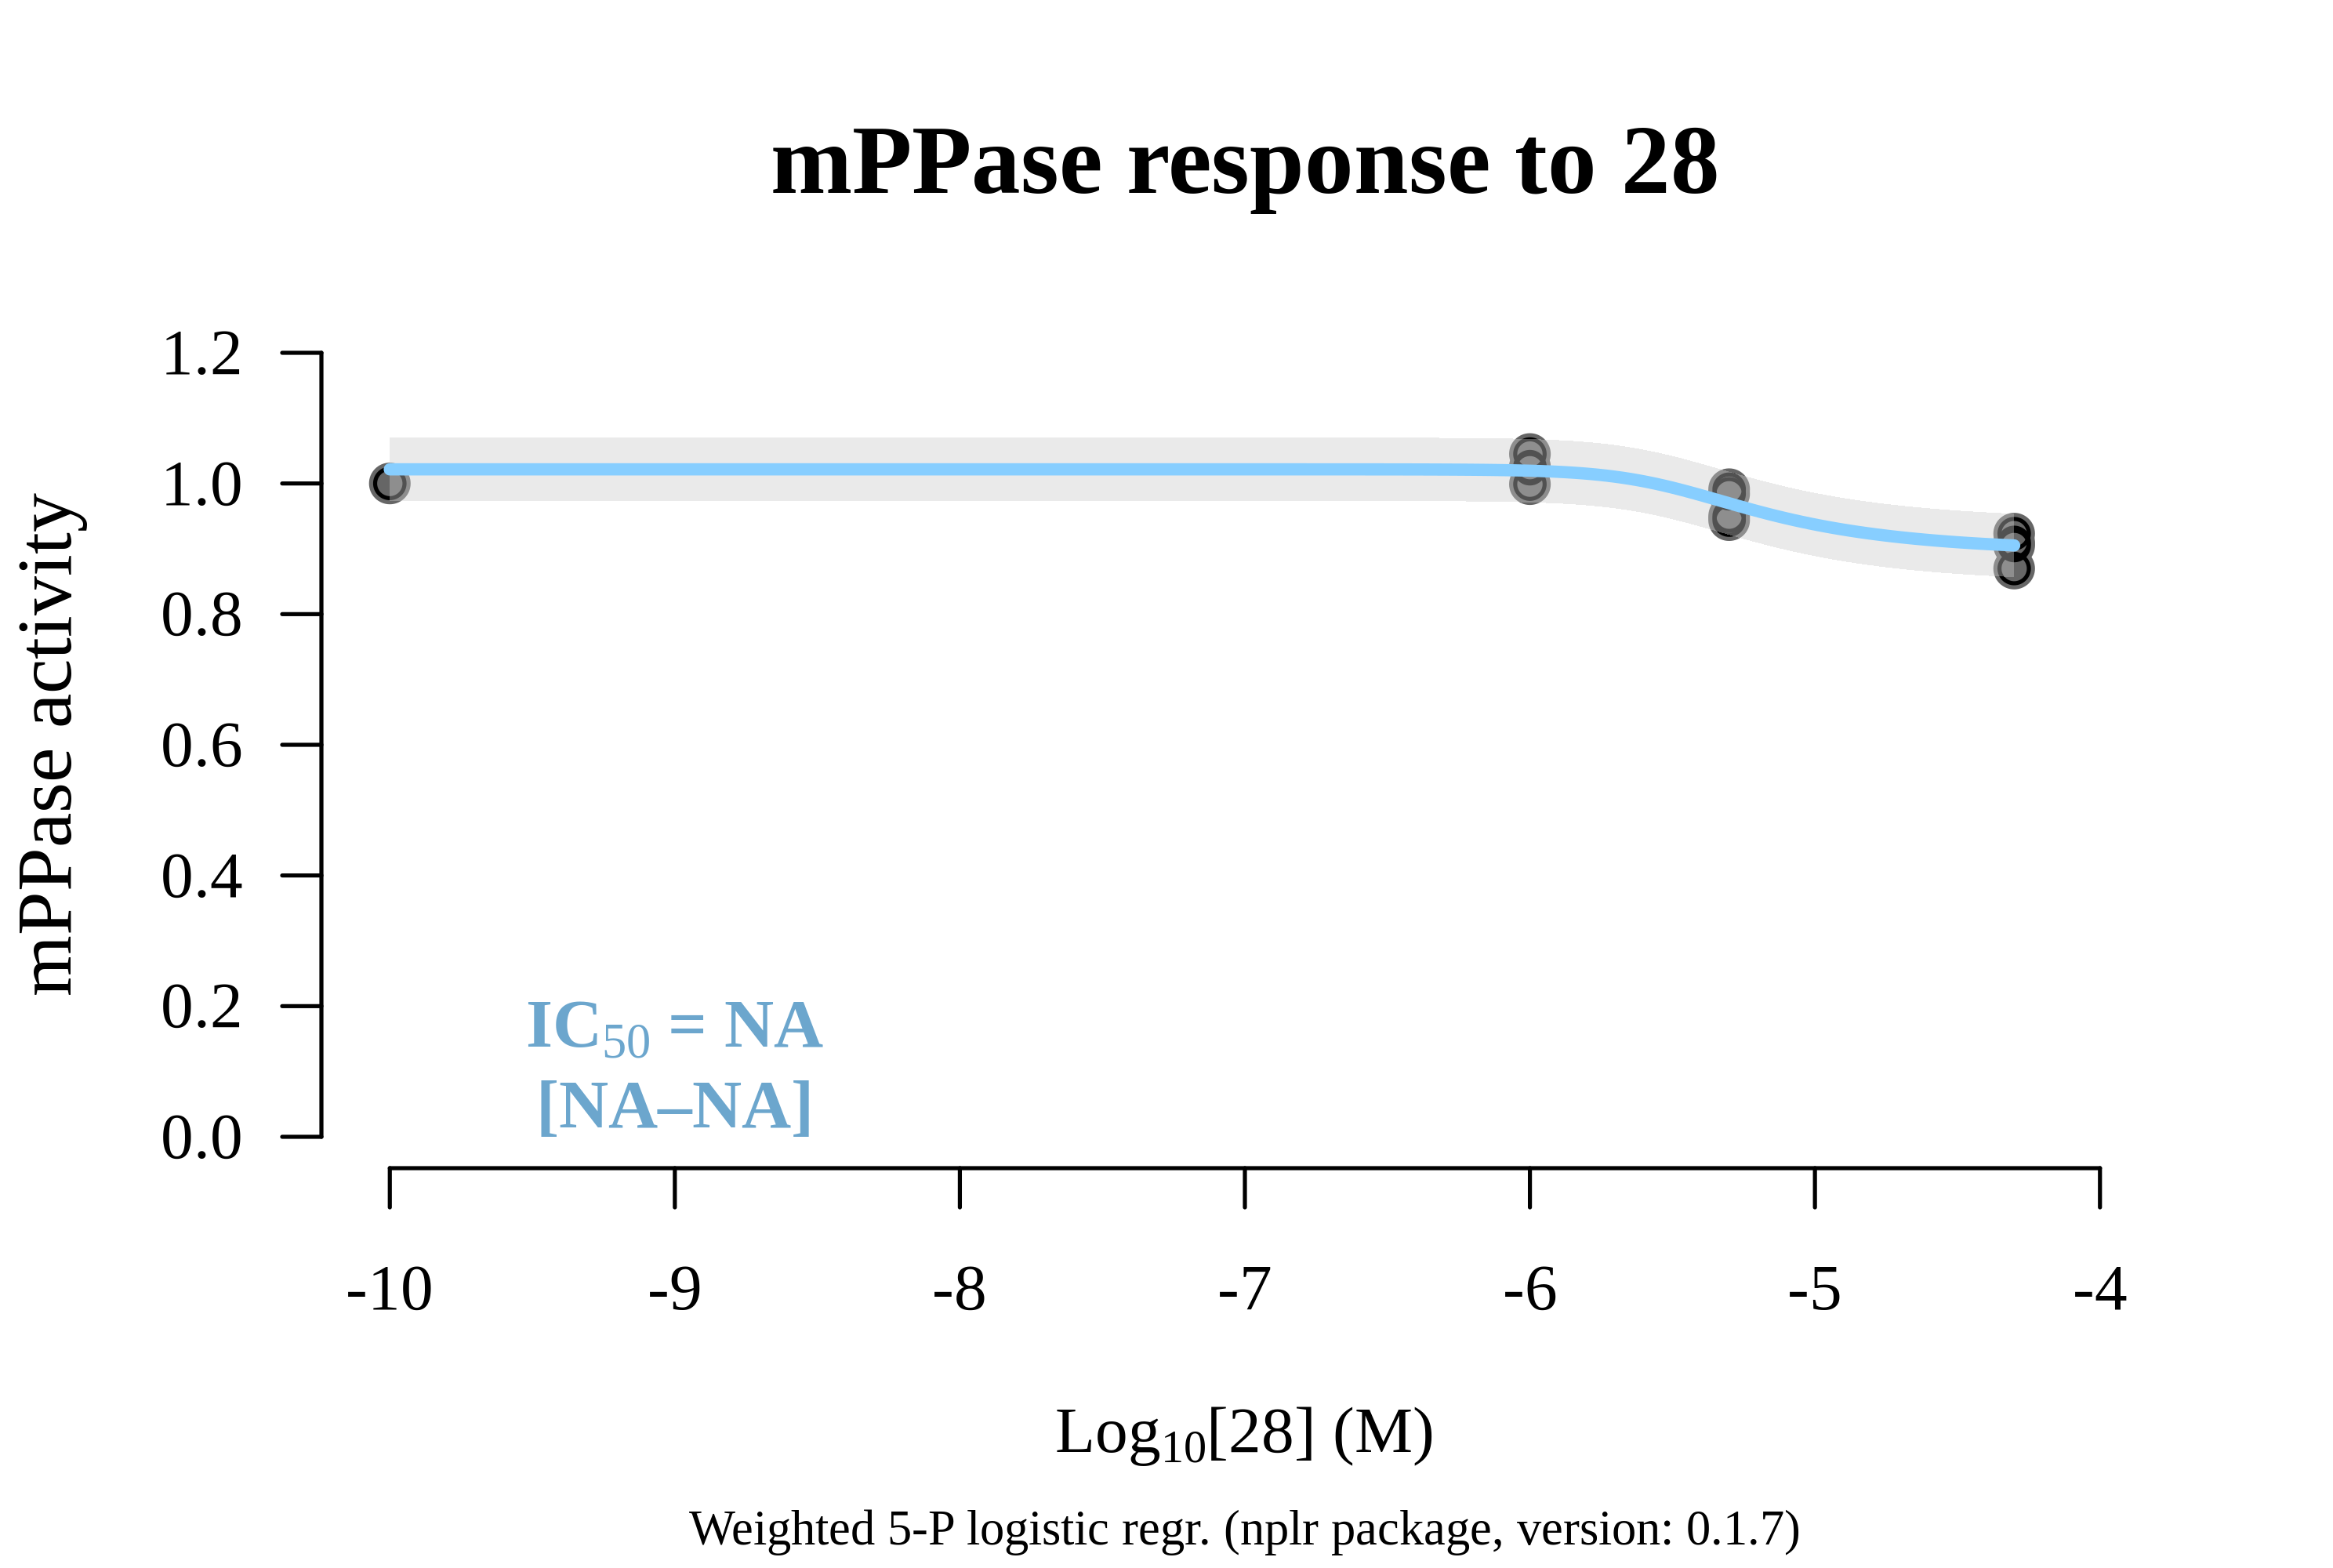 mPPase response to 28
mPPase activity
1.2
1.0
0.8
0.6
0.4
0.2
0.0
IC50 = NA
[NA–NA]
-10 -9 -8 -7 -6 -5 -4
Log10[28] (M)
Weighted 5-P logistic regr. (nplr package, version: 0.1.7)